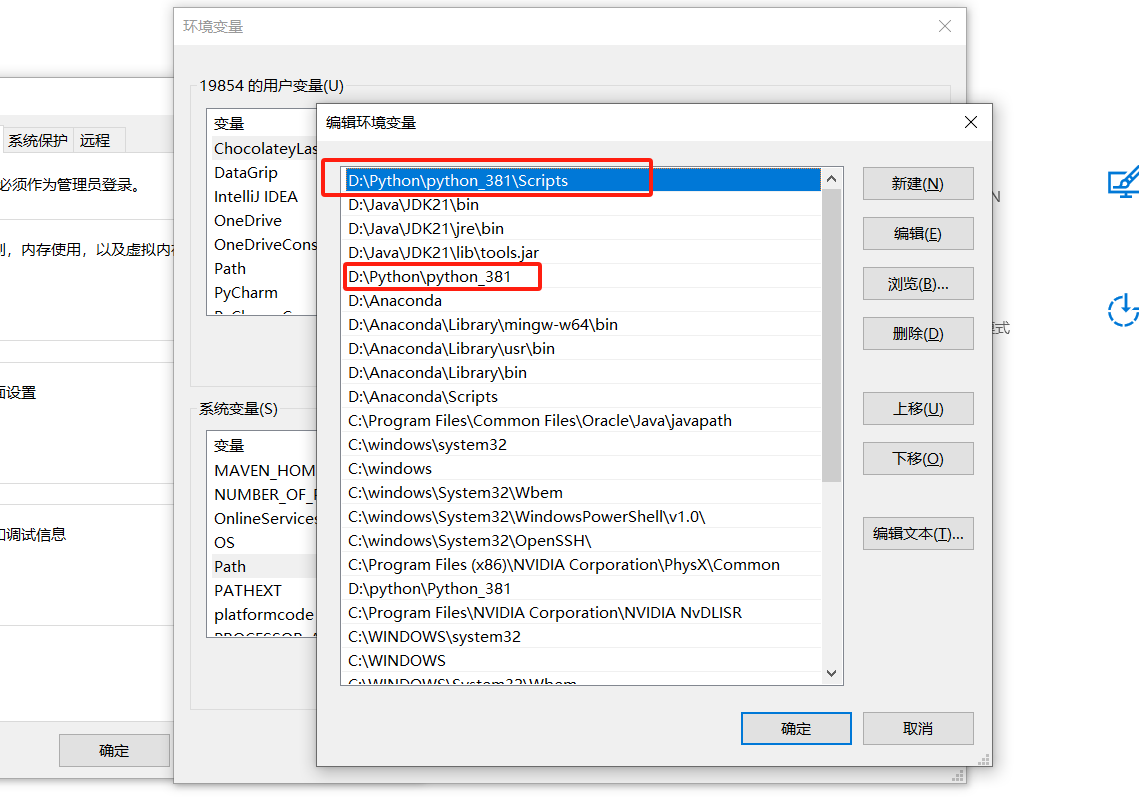 环境变量
19854 的用户变量(U)
变量
ChocolateyLas
DataGrip
IntelliJ IDEA
OneDrive
OneDriveCons
Path
PyCharm
系统变量(S)
变量
MAVEN_HOM
NUMBER_OF_P
OnlineServices
OS
Path
PATHEXT
platformcode
系统保护
远程
必须作为管理员登录。
内存使用，以及虚拟内存
面设置
和调试信息
确定
编辑环境变量
D:\Python\python_381\Scripts
D:\Java\JDK21\bin
D:\Java\JDK21\jre\bin
D:\Java\JDK21\lib\tools.jar
D:\Python\python_381
D:\Anaconda
D:\Anaconda\Library\mingw-w64\bin
D:\Anaconda\Library\usr\bin
D:\Anaconda\Library\bin
D:\Anaconda\Scripts
C:\Program Files\Common Files\Oracle\Java\javapath
C:\windows\system32
C:\windows
C:\windows\System32\Wbem
C:\windows\System32\WindowsPowerShell\v1.0\
C:\windows\System32\OpenSSH\
C:\Program Files (x86)\NVIDIA Corporation\PhysX\Common
D:\python\Python_381
C:\Program Files\NVIDIA Corporation\NVIDIA NvDLISR
C:\WINDOWS\system32
C:\WINDOWS
C:\WINDOWS\System32\Wbem
新建(N)
编辑(E)
浏览(B)...
删除(D)
上移(U)
下移(O)
编辑文本(T)...
确定
取消
N
模式